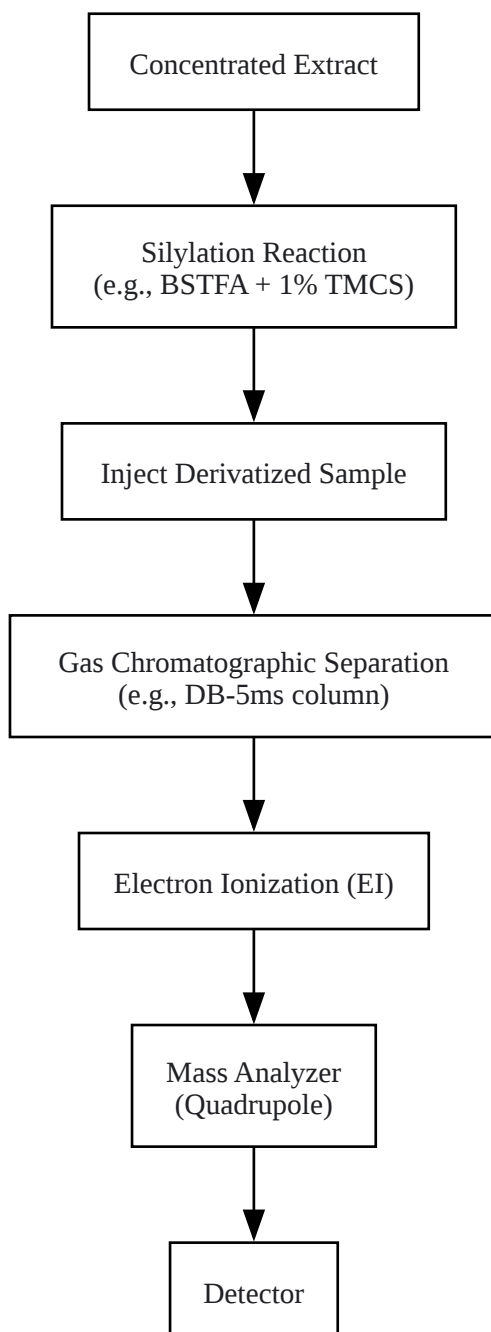 Concentrated Extract
Silylation Reaction
(e.g., BSTFA + 1% TMCS)
Inject Derivatized Sample
Gas Chromatographic Separation
(e.g., DB-5ms column)
Electron Ionization (EI)
Mass Analyzer
(Quadrupole)
Detector